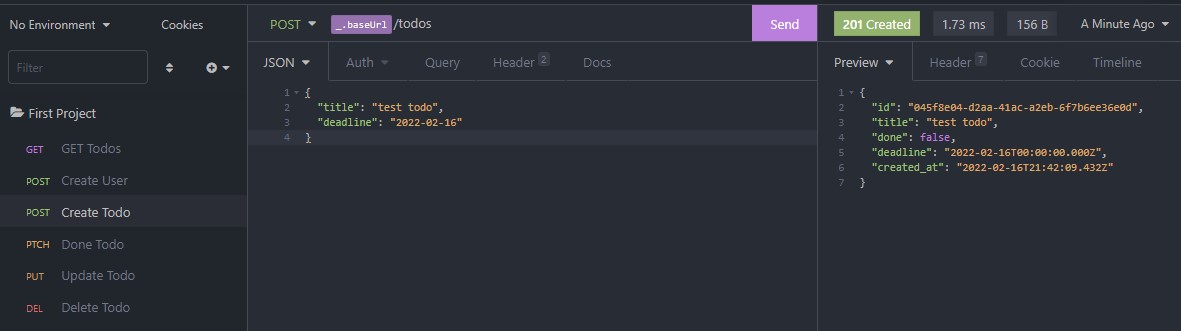 No Environment Cookies
Filter
First Project
GET GET Todos
POST Create User
POST Create Todo
PTCH Done Todo
PUT Update Todo
DEL Delete Todo
POST _.baseUrl /todos Send
JSON Auth Query Header 2 Docs
1 {
2 "title": "test todo",
3 "deadline": "2022-02-16"
4 }
201 Created 1.73 ms 156 B A Minute Ago
Preview Header 7 Cookie Timeline
1 {
2 "id": "045f8e04-d2aa-41ac-a2eb-6f7b6ee36e0d",
3 "title": "test todo",
4 "done": false,
5 "deadline": "2022-02-16T00:00:00.000Z",
6 "created_at": "2022-02-16T21:42:09.432Z"
7 }